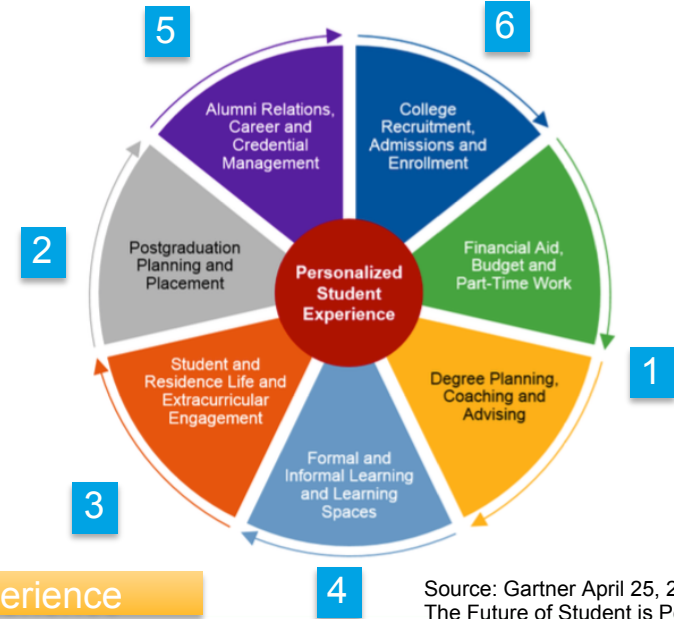 5
6
Alumni Relations,
Career and
Credential
Management
College
Recruitment,
Admissions and
Enrollment
2
Postgraduation
Planning and
Placement
Personalized
Student
Experience
Financial Aid,
Budget and
Part-Time Work
1
Student and
Residence Life and
Extracurricular
Engagement
Degree Planning,
Coaching and
Advising
Formal and
Informal Learning
and Learning
Spaces
3
4
erience
Source: Gartner April 25, 2
The Future of Student is P